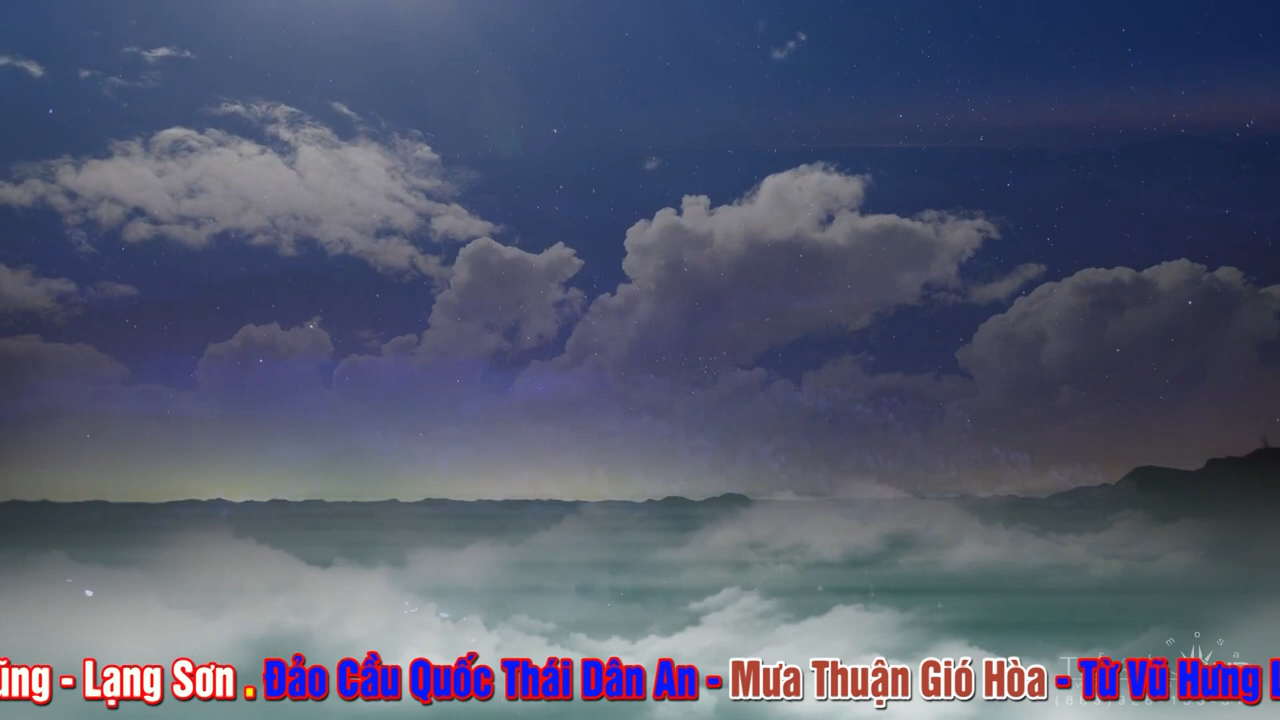 - Lạng Sơn . Đảo Cầu Quốc Thái Dân An - Mưa Thuận Gió Hòa - Từ Vũ Hưng